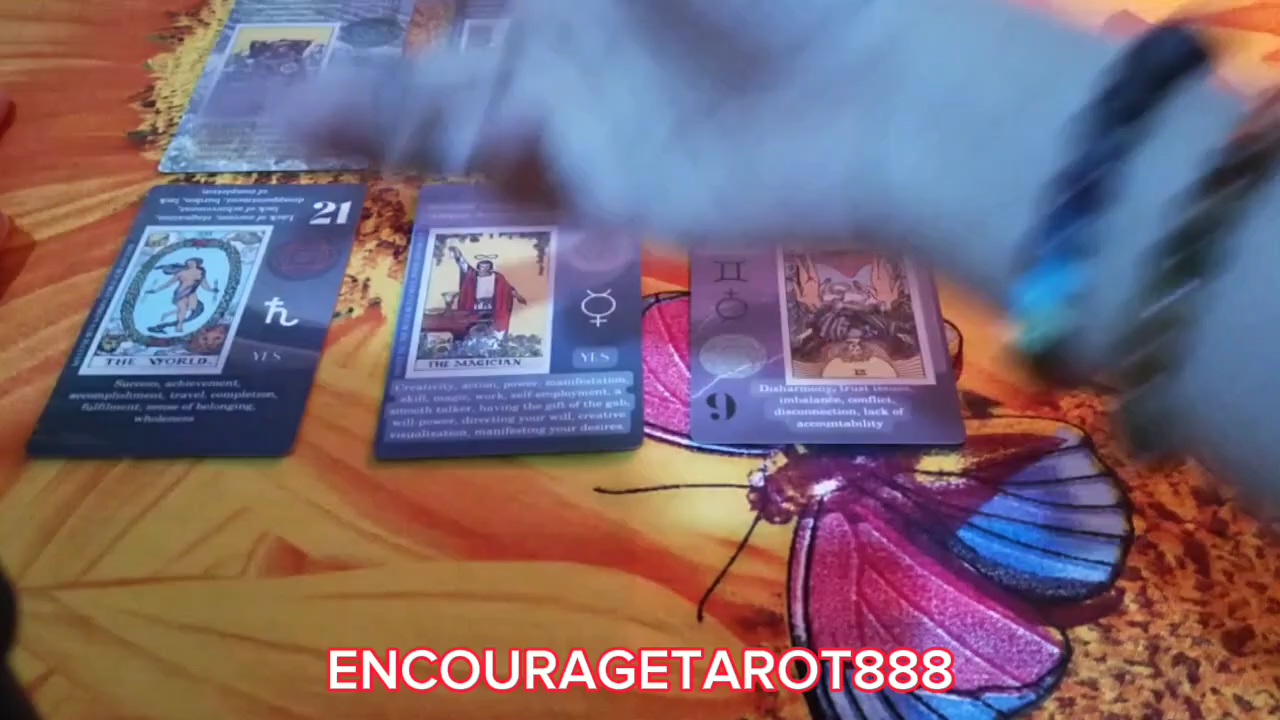 21
THE WORLD.
YES
Success, achievement,
accomplishment, travel, completion,
fulfilment, sense of belonging,
wholeness
Lack of success, stagnation,
lack of achievement,
disappointment, burden, lack
of completion
THE MAGICIAN
YES
Creativity, action, power, manifestation,
skill, magic, work, self-employment, a
smooth talker, having the gift of the gab,
will-power, directing your will, creative
visualisation, manifesting your desires.
6
VI
Disharmony, trust issues,
imbalance, conflict,
disconnection, lack of
accountability
ENCOURAGETAROT888